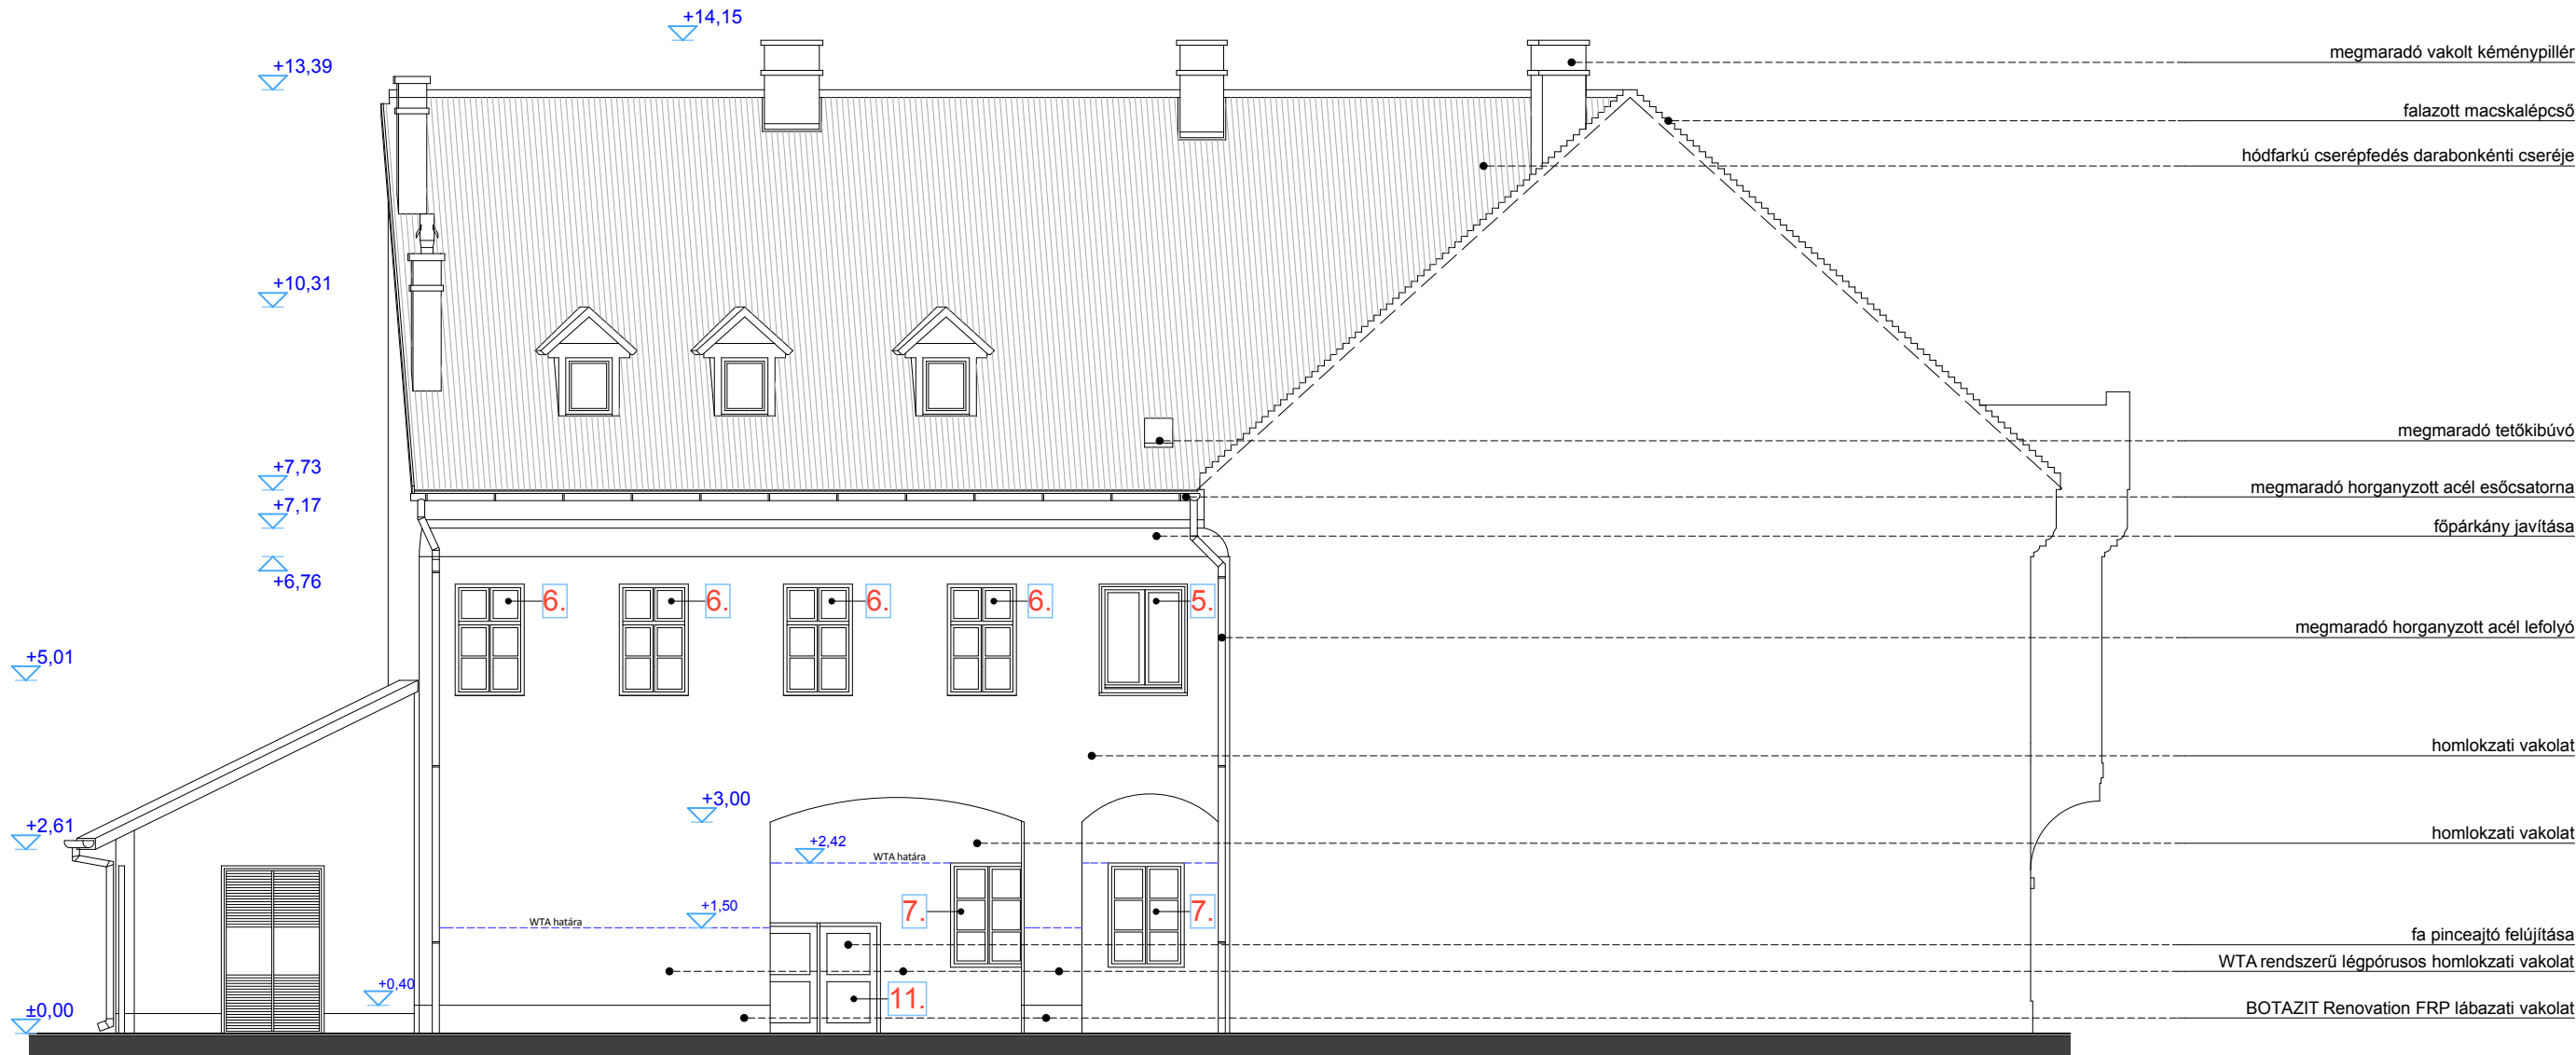 +14,15
megmaradó vakolt kéménypillér
+13,39
falazott macskalépcső
hódfarkú cserépfedés darabonkénti cseréje
+10,31
megmaradó tetőkibúvó
+7,73
megmaradó horganyzott acél esőcsatorna
+7,17
főpárkány javítása
+6,76
6.
6.
6.
6.
5.
megmaradó horganyzott acél lefolyó
+5,01
homlokzati vakolat
+3,00
+2,61
homlokzati vakolat
+2,42
WTA határa
7.
7.
+1,50
WTA határa
fa pinceajtó felújítása
WTA rendszerű légpórusos homlokzati vakolat
+0,40
11.
±0,00
BOTAZIT Renovation FRP lábazati vakolat